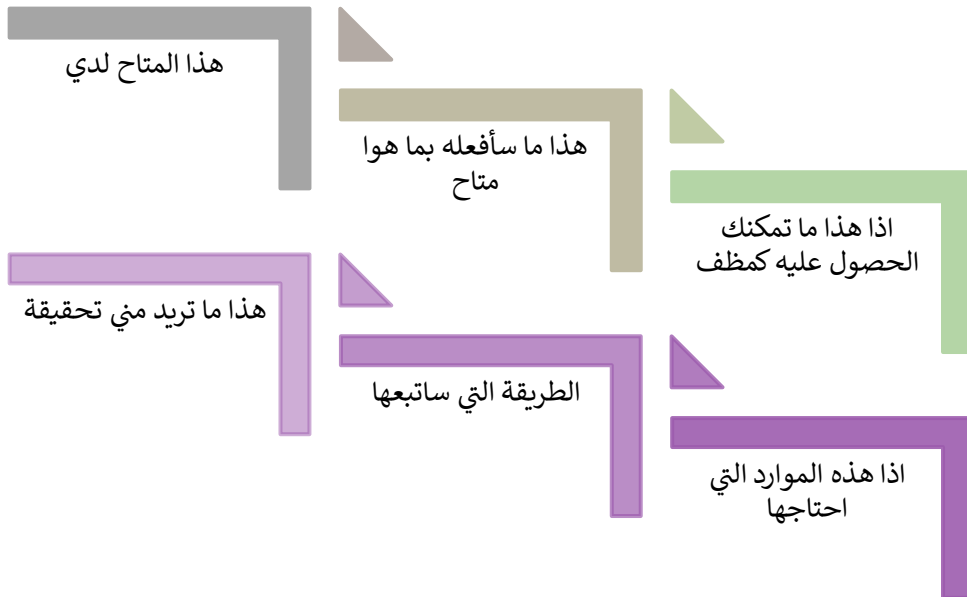 هذا المتاح لدي
هذا ما سأفعله بما هوا
متاح
اذا هذا ما تمكنك
الحصول عليه كمظف
هذا ما تريد مني تحقيقة
الطريقة التي ساتبعها
اذا هذه الموارد التي
احتاجها